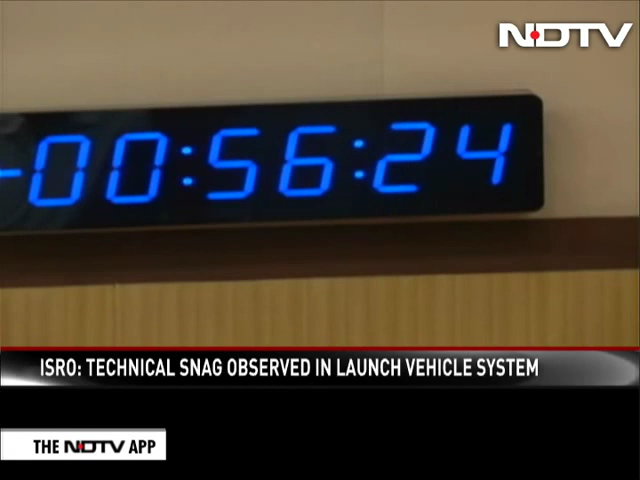 NDTV
-00:56:24
ISRO: TECHNICAL SNAG OBSERVED IN LAUNCH VEHICLE SYSTEM
THE NDTV APP